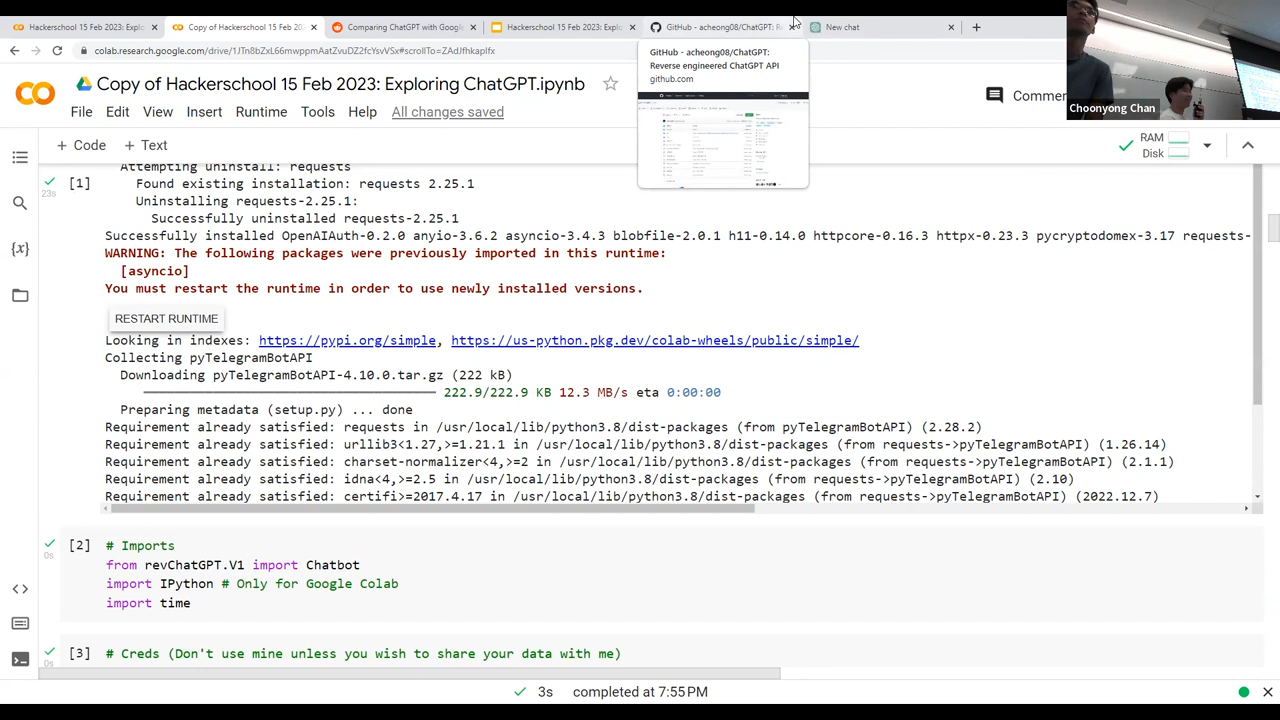 Hackerschool 15 Feb 2023: Explo
Copy of Hackerschool 15 Feb 202
Comparing ChatGPT with Google
Hackerschool 15 Feb 2023: Explo
GitHub - acheong08/ChatGPT: Re
New chat
colab.research.google.com/drive/1JTn8bZxL66mwppmAatZvuDZ2fcYsvVSx#scrollTo=ZAdJfhkapIfx
GitHub - acheong08/ChatGPT:
Reverse engineered ChatGPT API
github.com
Copy of Hackerschool 15 Feb 2023: Exploring ChatGPT.ipynb
File Edit View Insert Runtime Tools Help All changes saved
Choonyong Chan
Code
Text
RAM
Disk
[1]
23s
Found existing installation: requests 2.25.1
Uninstalling requests-2.25.1:
Successfully uninstalled requests-2.25.1
Successfully installed OpenAIAuth-0.2.0 anyio-3.6.2 asyncio-3.4.3 blobfile-2.0.1 h11-0.14.0 httpcore-0.16.3 httpx-0.23.3 pycryptodomex-3.17 requests-
WARNING: The following packages were previously imported in this runtime:
[asyncio]
You must restart the runtime in order to use newly installed versions.
RESTART RUNTIME
Looking in indexes: https://pypi.org/simple, https://us-python.pkg.dev/colab-wheels/public/simple/
Collecting pyTelegramBotAPI
Downloading pyTelegramBotAPI-4.10.0.tar.gz (222 kB)
222.9/222.9 KB 12.3 MB/s eta 0:00:00
Preparing metadata (setup.py) ... done
Requirement already satisfied: requests in /usr/local/lib/python3.8/dist-packages (from pyTelegramBotAPI) (2.28.2)
Requirement already satisfied: urllib3<1.27,>=1.21.1 in /usr/local/lib/python3.8/dist-packages (from requests->pyTelegramBotAPI) (1.26.14)
Requirement already satisfied: charset-normalizer<4,>=2 in /usr/local/lib/python3.8/dist-packages (from requests->pyTelegramBotAPI) (2.1.1)
Requirement already satisfied: idna<4,>=2.5 in /usr/local/lib/python3.8/dist-packages (from requests->pyTelegramBotAPI) (2.10)
Requirement already satisfied: certifi>=2017.4.17 in /usr/local/lib/python3.8/dist-packages (from requests->pyTelegramBotAPI) (2022.12.7)
[2]
0s
# Imports
from revChatGPT.V1 import Chatbot
import IPython # Only for Google Colab
import time
[3]
0s
# Creds (Don't use mine unless you wish to share your data with me)
3s completed at 7:55PM